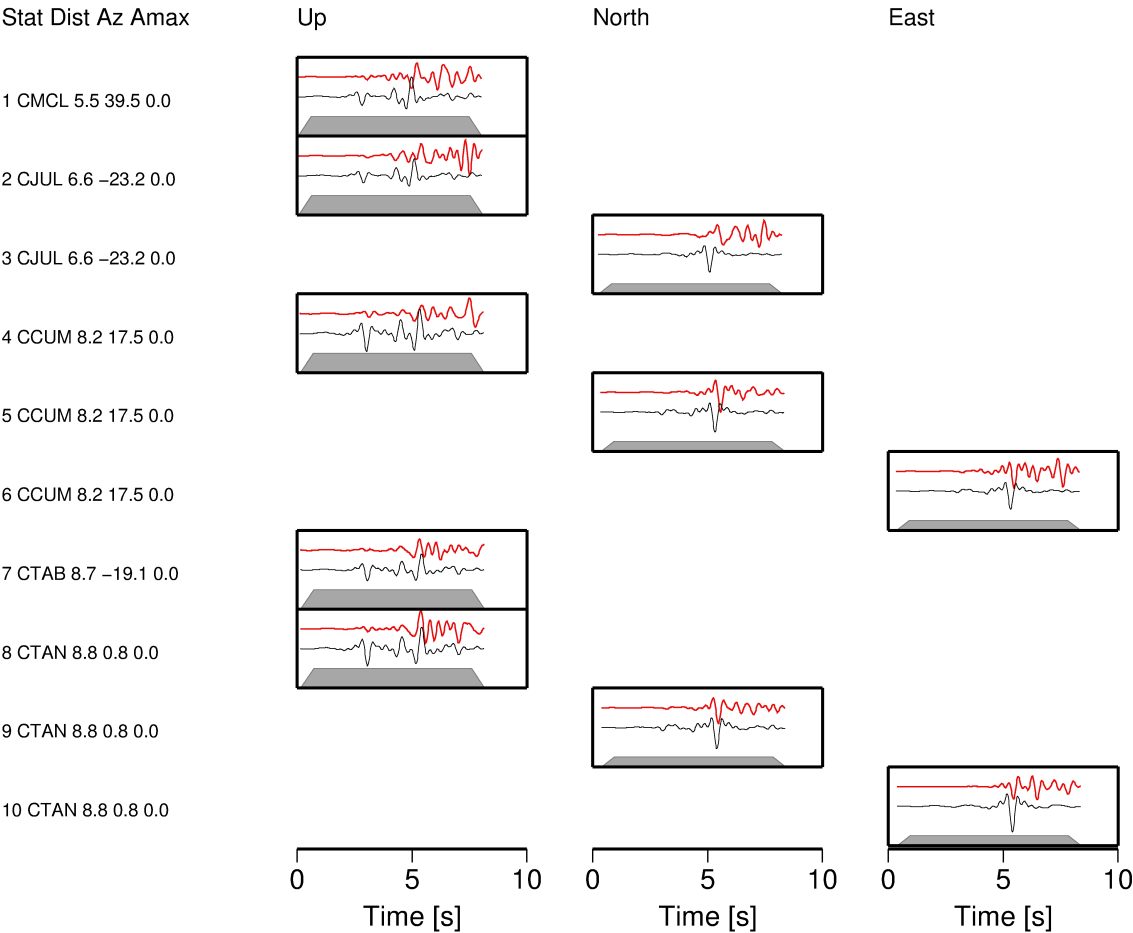 Stat Dist Az Amax Up North East
1 CMCL 5.5 39.5 0.0
2 CJUL 6.6 −23.2 0.0
3 CJUL 6.6 −23.2 0.0
4 CCUM 8.2 17.5 0.0
5 CCUM 8.2 17.5 0.0
6 CCUM 8.2 17.5 0.0
7 CTAB 8.7 −19.1 0.0
8 CTAN 8.8 0.8 0.0
9 CTAN 8.8 0.8 0.0
10 CTAN 8.8 0.8 0.0
0 5 10 0 5 10 0 5 10
Time [s] Time [s] Time [s]